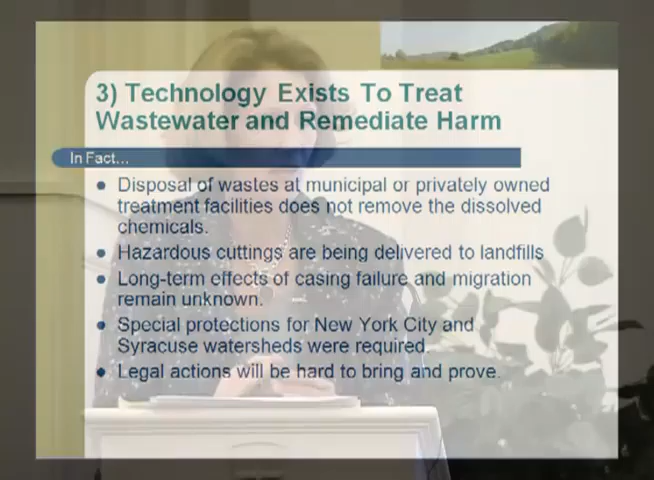 3) Technology Exists To Treat
Wastewater and Remediate Harm
In Fact...
Disposal of wastes at municipal or privately owned
treatment facilities does not remove the dissolved
chemicals.
Hazardous cuttings are being delivered to landfills
Long-term effects of casing failure and migration
remain unknown.
Special protections for New York City and
Syracuse watersheds were required.
Legal actions will be hard to bring and prove.